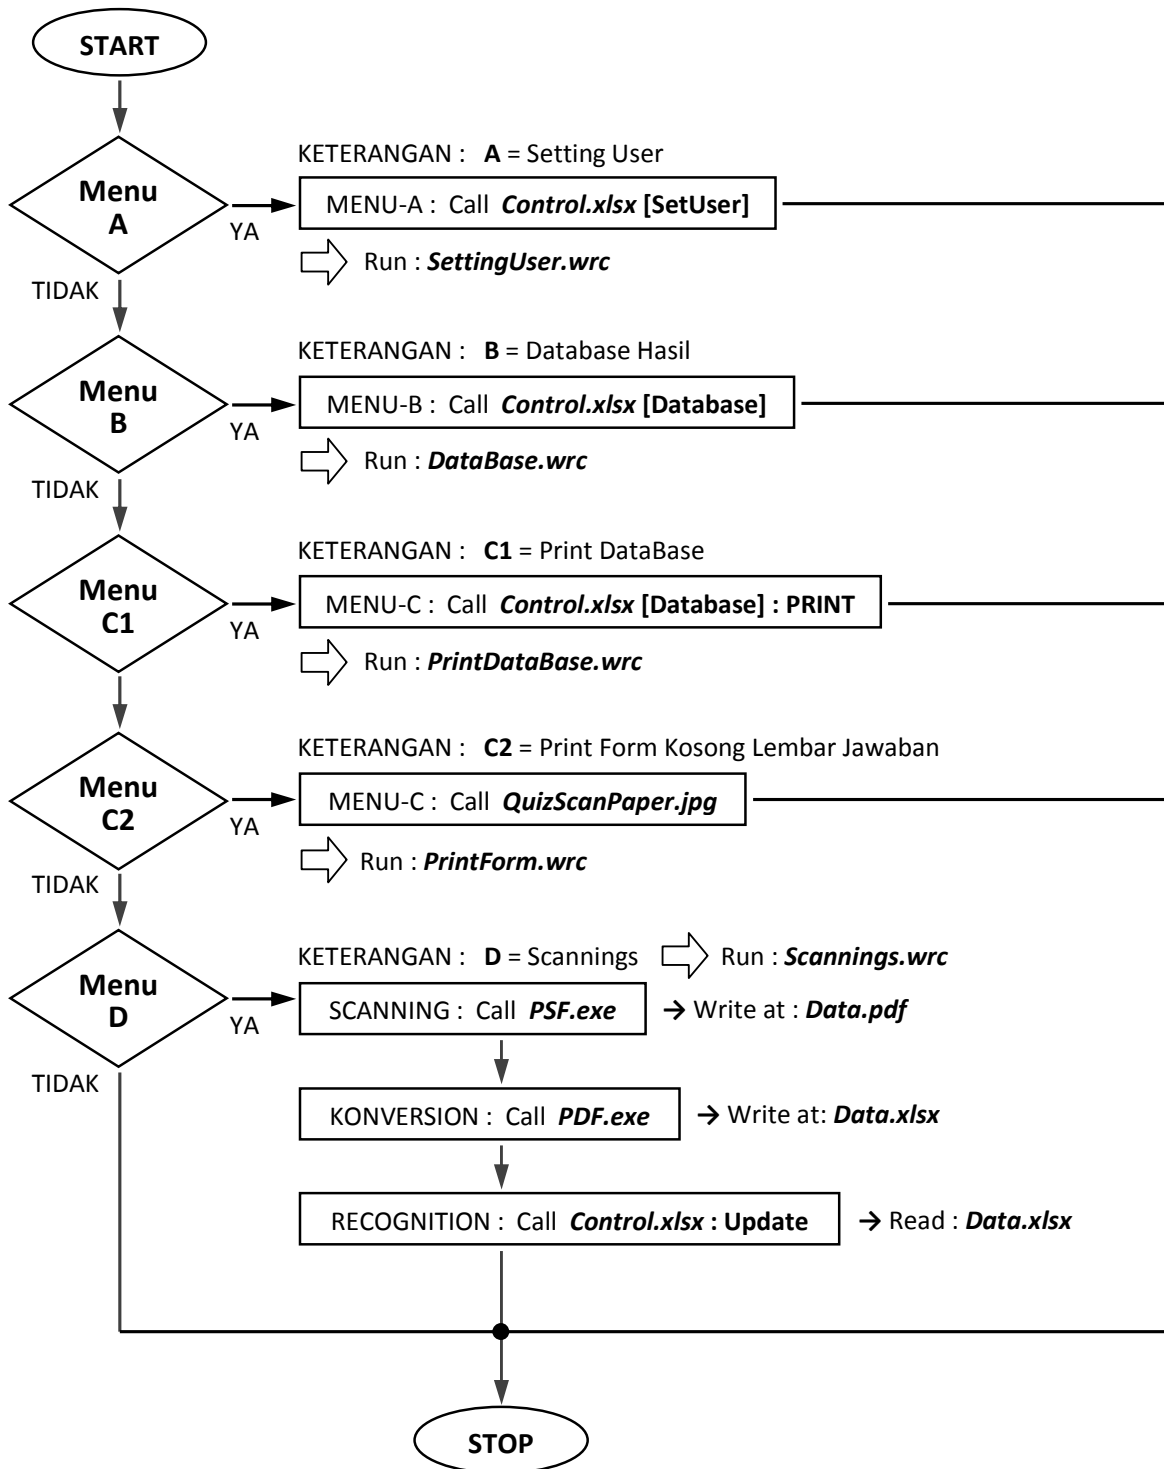 START
KETERANGAN : A = Setting User
Menu
A
MENU-A : Call Control.xlsx [SetUser]
YA
Run : SettingUser.wrc
TIDAK
KETERANGAN : B = Database Hasil
Menu
B
MENU-B : Call Control.xlsx [Database]
YA
Run : DataBase.wrc
TIDAK
KETERANGAN : C1 = Print DataBase
Menu
C1
MENU-C : Call Control.xlsx [Database] : PRINT
YA
Run : PrintDataBase.wrc
KETERANGAN : C2 = Print Form Kosong Lembar Jawaban
Menu
C2
MENU-C : Call QuizScanPaper.jpg
YA
Run : PrintForm.wrc
TIDAK
KETERANGAN : D = Scannings Run : Scannings.wrc
Menu
D
SCANNING : Call PSF.exe → Write at : Data.pdf
YA
TIDAK
KONVERSION : Call PDF.exe → Write at: Data.xlsx
RECOGNITION : Call Control.xlsx : Update → Read : Data.xlsx
STOP